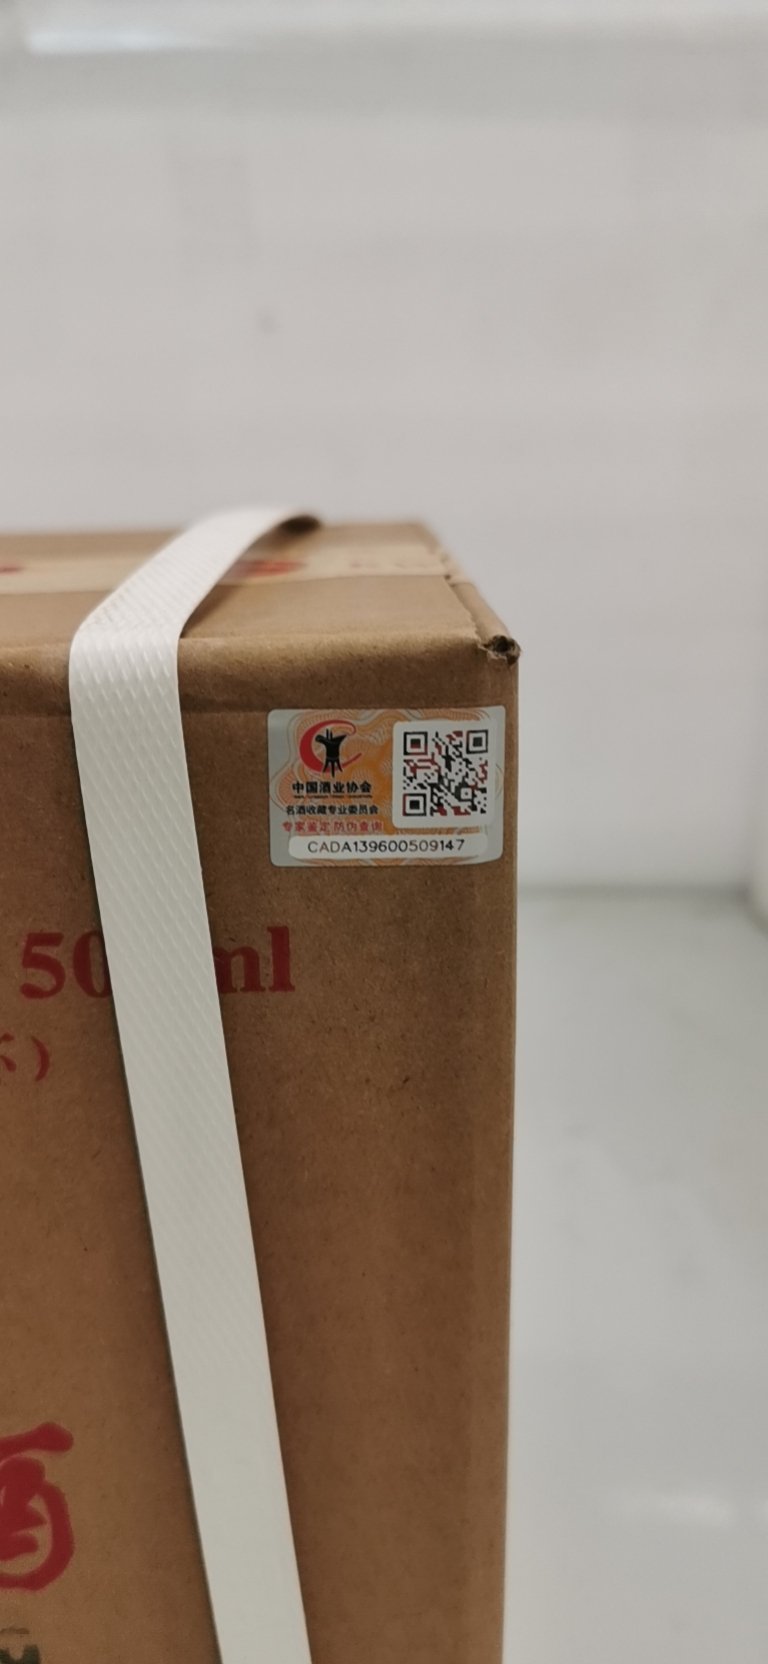 中国酒业协会
名酒收藏专业委员会
专家鉴定 防伪查询
CADA139600509147
50 ml
)
酒